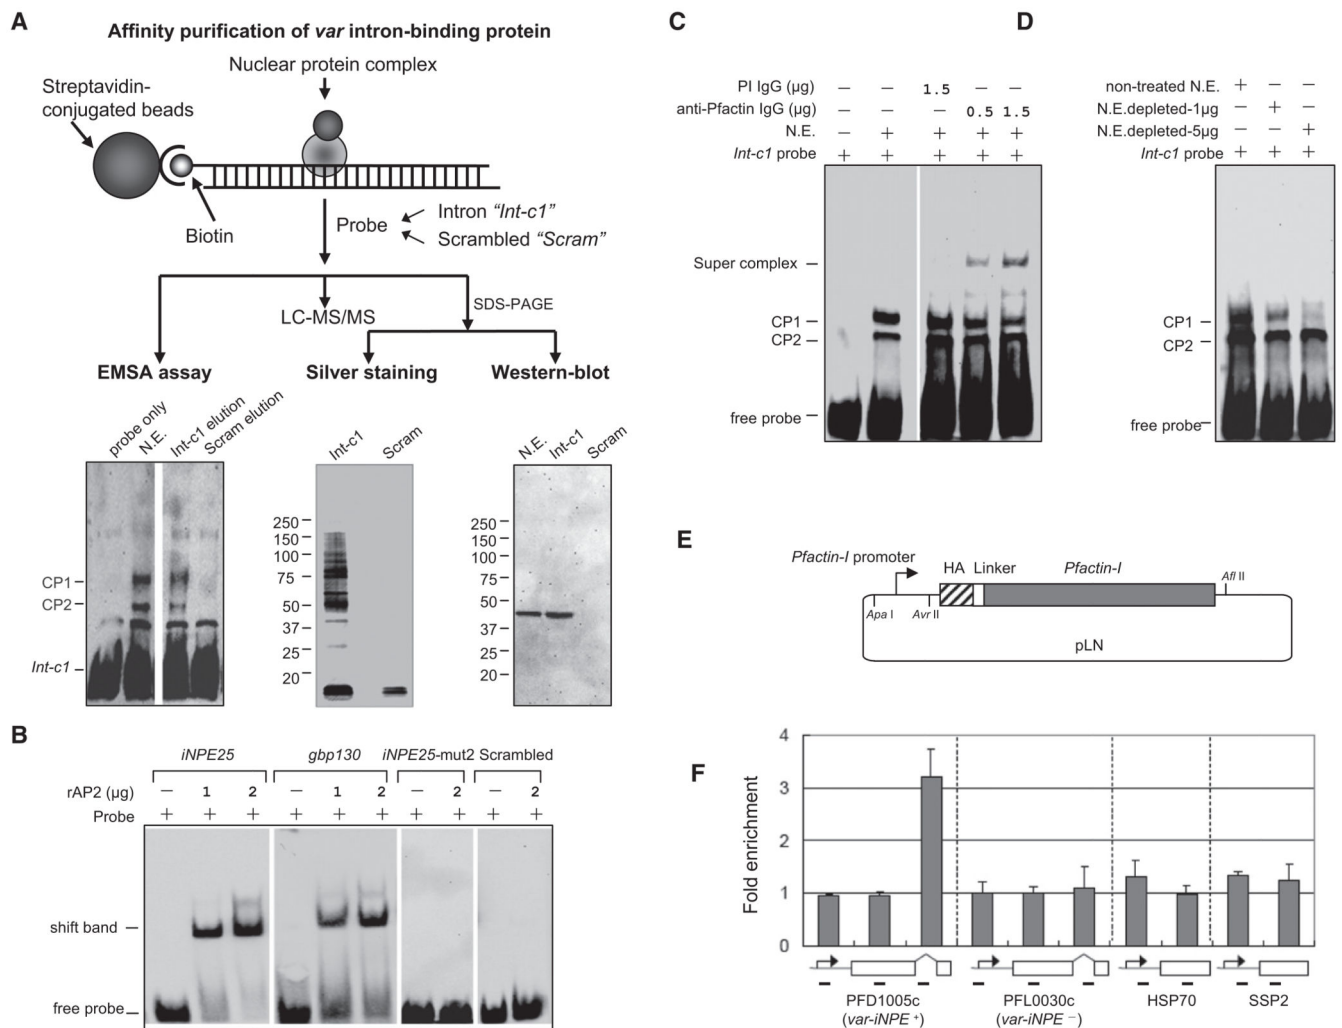 A
Affinity purification of var intron-binding protein
Nuclear protein complex
Streptavidin-
conjugated beads
Biotin
Probe
Intron "Int-c1"
Scrambled "Scram"
LC-MS/MS
SDS-PAGE
EMSA assay
Silver staining
Western-blot
probe only
N.E.
Int-c1 elution
Scram elution
CP1
CP2
Int-c1
Int-c1
Scram
250
150
100
75
50
37
25
20
N.E.
Int-c1
Scram
250
150
100
75
50
37
25
20
B
iNPE25 gbp130 iNPE25-mut2 Scrambled
rAP2 (µg) − 1 2 − 1 2 − 2 − 2
Probe + + + + + + + + + +
shift band
free probe
C
PI IgG (µg) − − 1.5 − −
anti-Pfactin IgG (µg) − − − 0.5 1.5
N.E. − + + + +
Int-c1 probe + + + + +
Super complex
CP1
CP2
free probe
D
non-treated N.E. + − −
N.E.depleted-1µg − + −
N.E.depleted-5µg − − +
Int-c1 probe + + +
CP1
CP2
free probe
E
Pfactin-I promoter
HA Linker Pfactin-I
Afl II
Apa I
Avr II
pLN
F
Fold enrichment
4
3
2
1
0
PFD1005c
(var-iNPE +)
PFL0030c
(var-iNPE −)
HSP70
SSP2